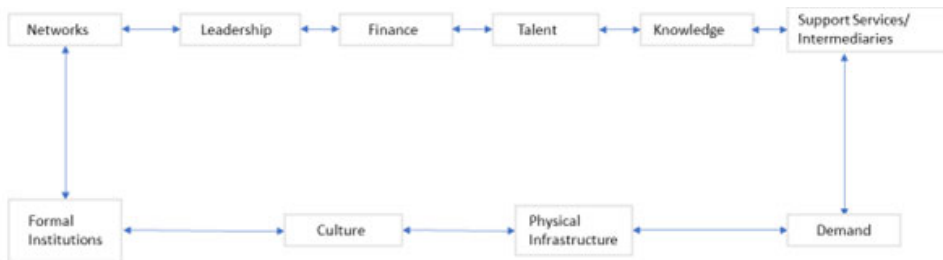 Networks
Leadership
Finance
Talent
Knowledge
Support Services/
Intermediaries
Formal
Institutions
Culture
Physical
Infrastructure
Demand